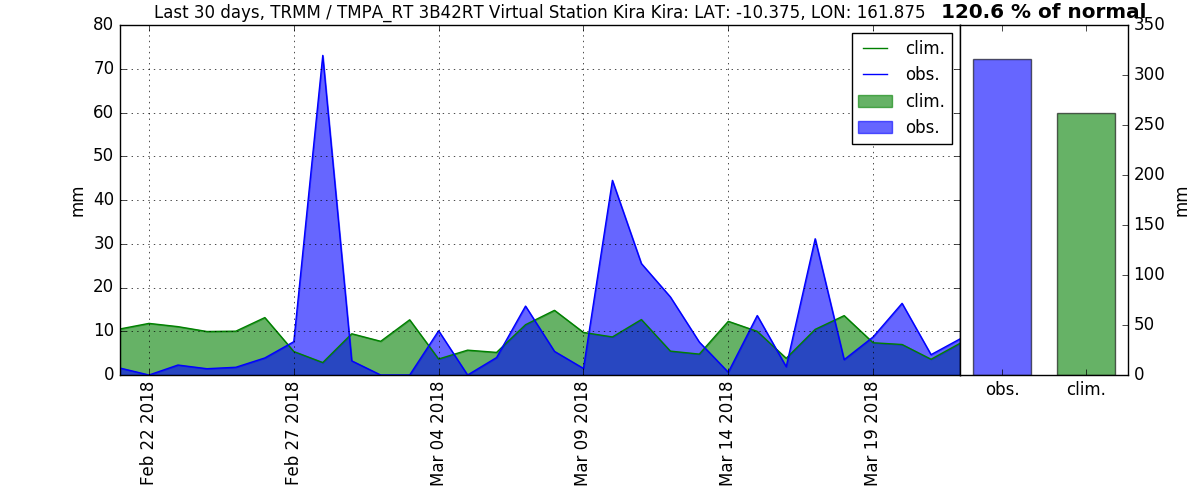 Last 30 days, TRMM / TMPA_RT 3B42RT Virtual Station Kira Kira: LAT: -10.375, LON: 161.875 120.6 % of normal
80
70
60
50
40
30
20
10
0
mm
clim.
obs.
clim.
obs.
Feb 22 2018
Feb 27 2018
Mar 04 2018
Mar 09 2018
Mar 14 2018
Mar 19 2018
350
300
250
200
150
100
50
0
mm
obs. clim.